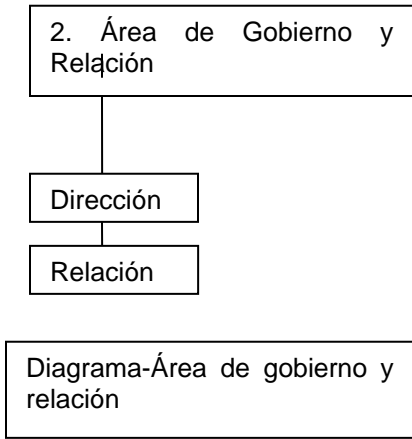 2. Área de Gobierno y
Relación
Dirección
Relación
Diagrama-Área de gobierno y
relación